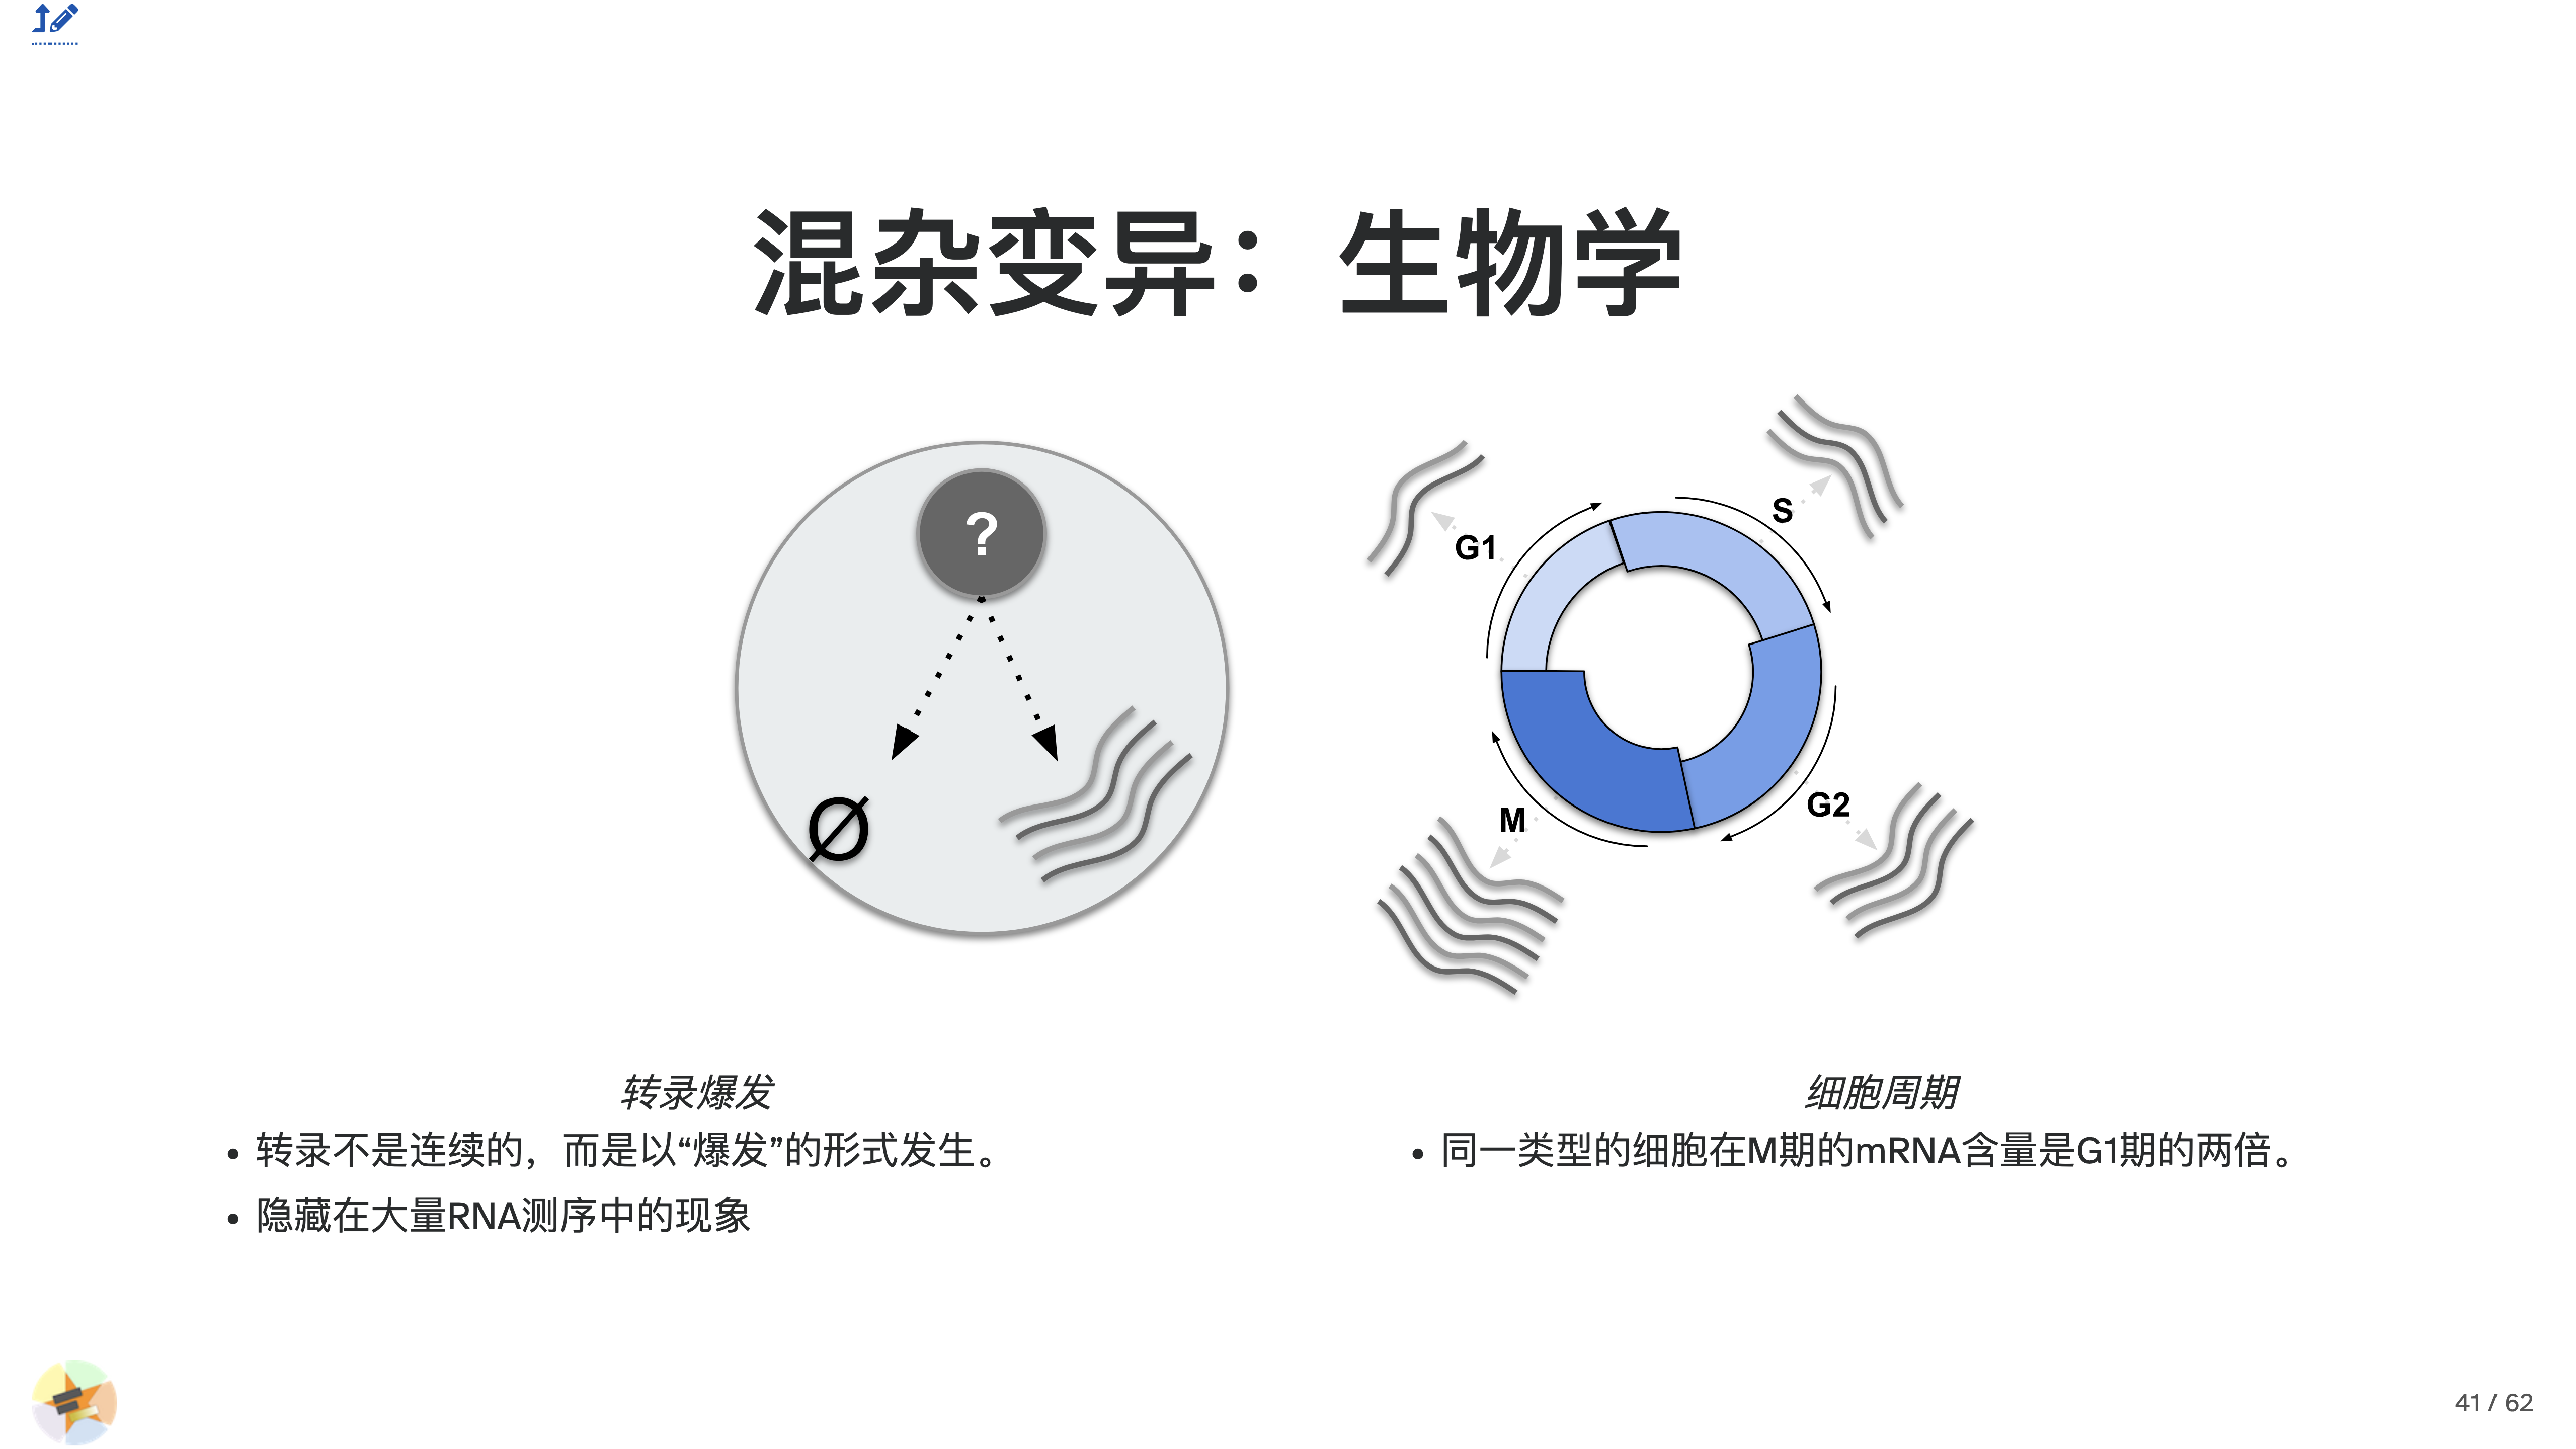 混杂变异：生物学
?
Ø
G1
S
M
G2
转录爆发
• 转录不是连续的，而是以“爆发”的形式发生。
• 隐藏在大量RNA测序中的现象
细胞周期
• 同一类型的细胞在M期的mRNA含量是G1期的两倍。
41 / 62